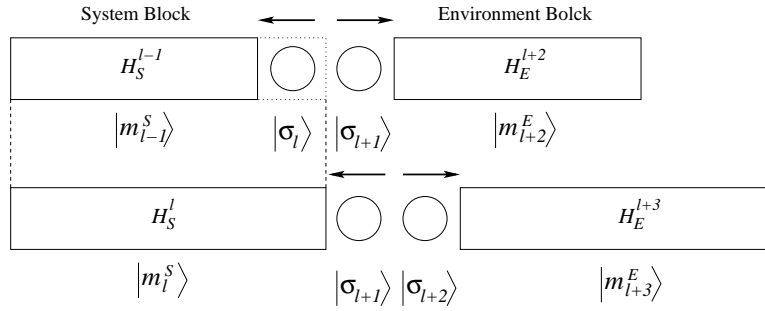 System Block Environment Bolck
H_S^{l-1} H_E^{l+2}
|m_{l-1}^S⟩ |σ_l⟩ |σ_{l+1}⟩ |m_{l+2}^E⟩
H_S^l H_E^{l+3}
|m_l^S⟩ |σ_{l+1}⟩ |σ_{l+2}⟩ |m_{l+3}^E⟩